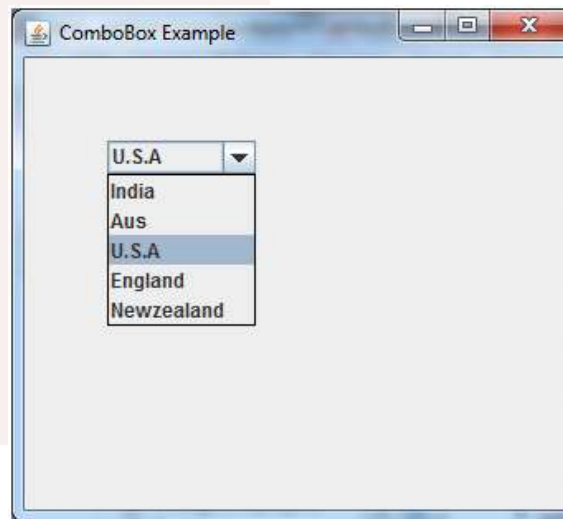 ComboBox Example
U.S.A
India
Aus
U.S.A
England
Newzealand